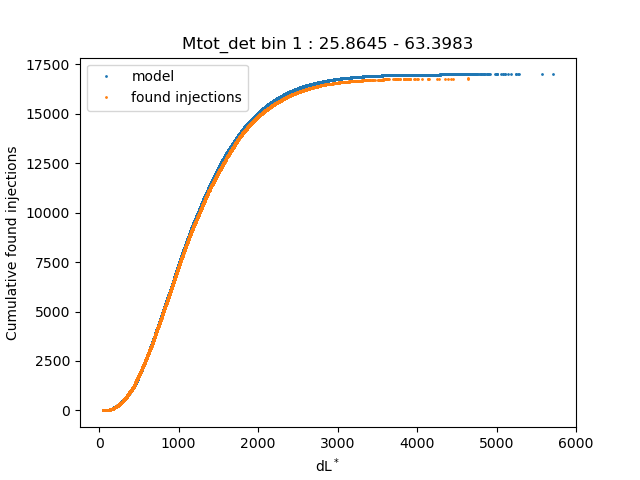 Mtot_det bin 1 : 25.8645 - 63.3983
model
found injections
Cumulative found injections
17500
15000
12500
10000
7500
5000
2500
0
0 1000 2000 3000 4000 5000 6000
dL*